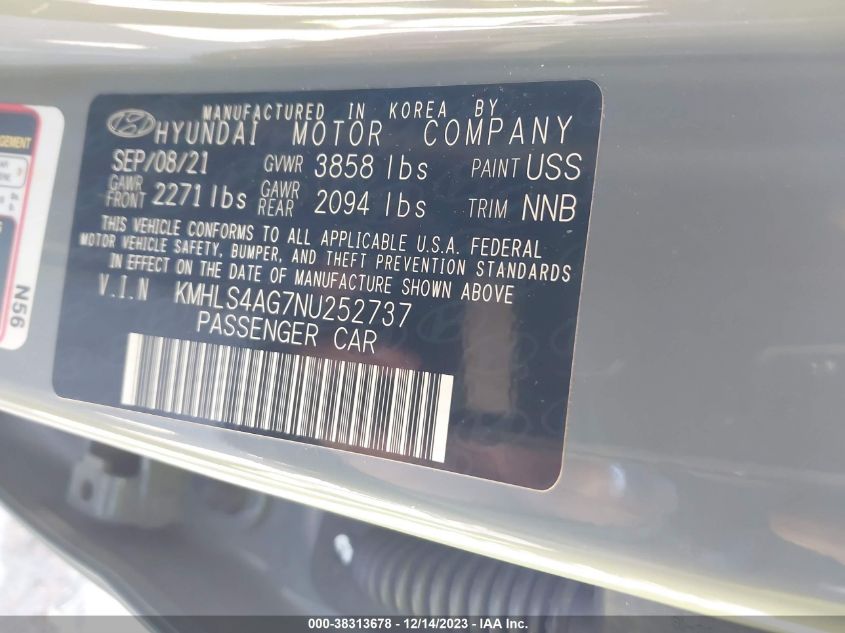 MANUFACTURED IN KOREA BY
HYUNDAI MOTOR COMPANY
SEP/08/21 GVWR 3858 lbs PAINT USS
GAWR FRONT 2271 lbs GAWR REAR 2094 lbs TRIM NNB
THIS VEHICLE CONFORMS TO ALL APPLICABLE U.S.A. FEDERAL
MOTOR VEHICLE SAFETY, BUMPER, AND THEFT PREVENTION STANDARDS
IN EFFECT ON THE DATE OF MANUFACTURE SHOWN ABOVE
V.I.N KMHLS4AG7NU252737
PASSENGER CAR
N56
000-38313678 - 12/14/2023 - IAA Inc.